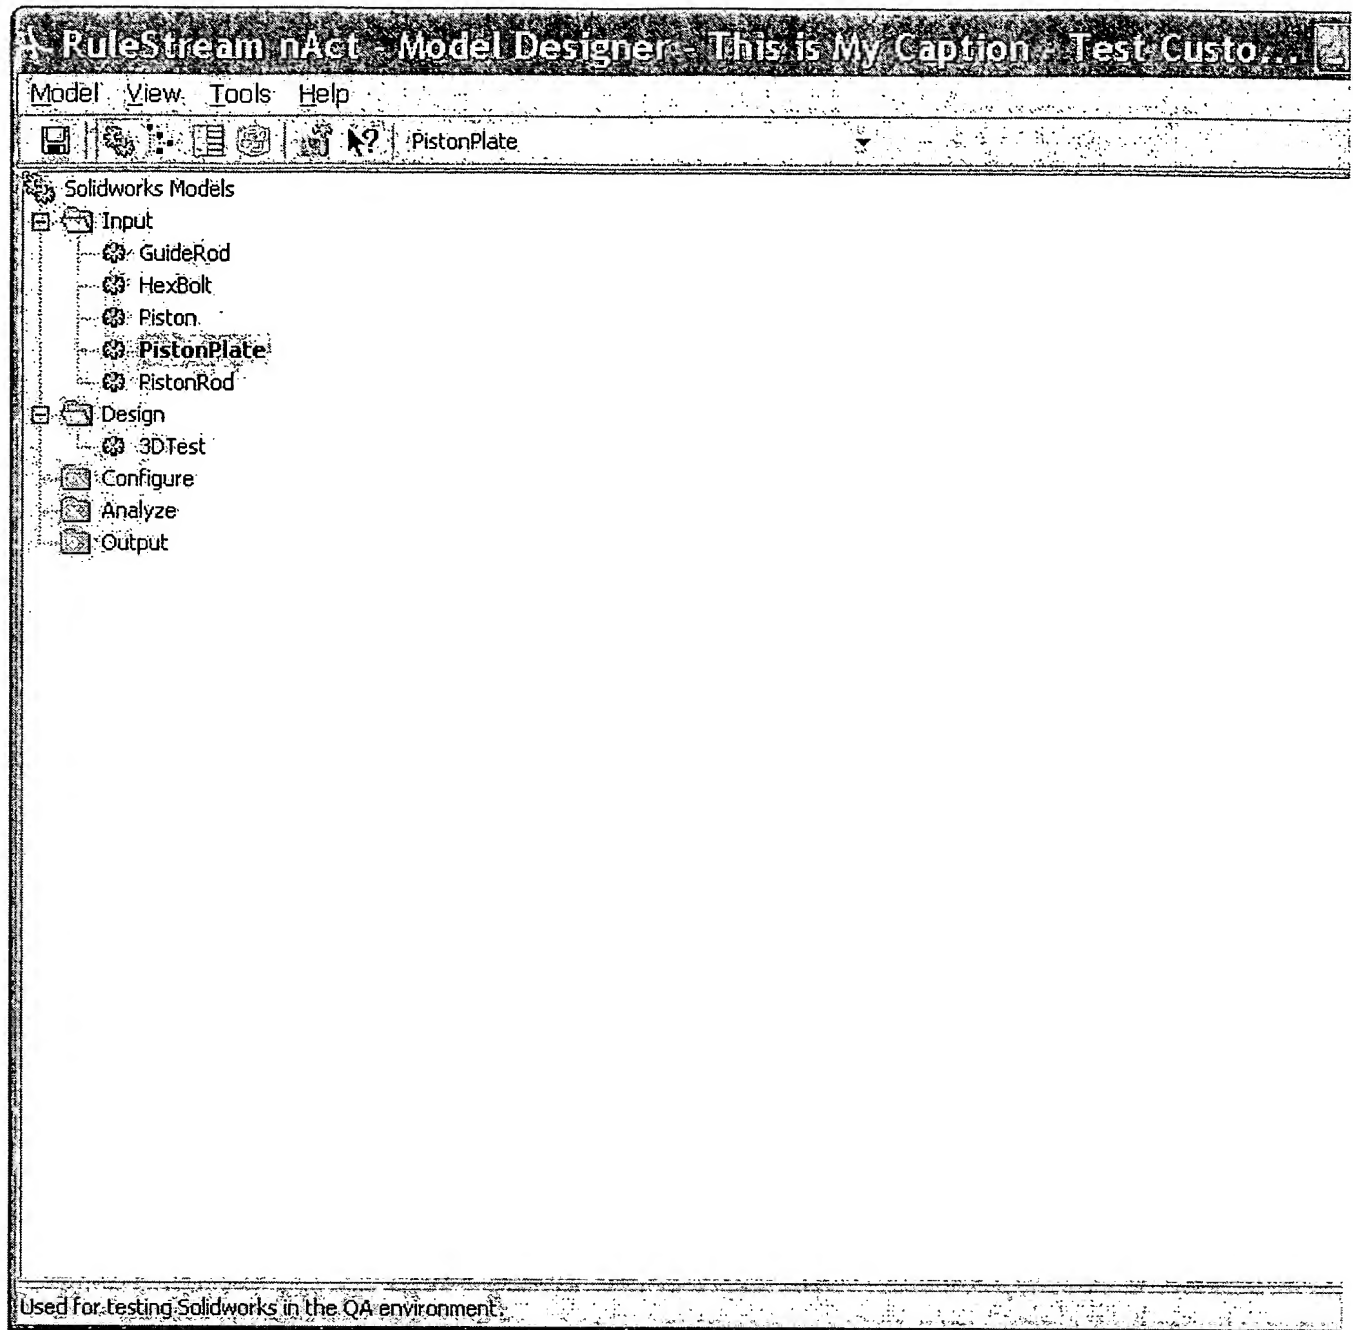 RuleStream nAct - Model Designer - This is My Caption - Test Custo...
Model View Tools Help
PistonPlate
Solidworks Models
Input
GuideRod
HexBolt
Piston
PistonPlate
PistonRod
Design
3DTest
Configure
Analyze
Output
Used for testing Solidworks in the QA environment.